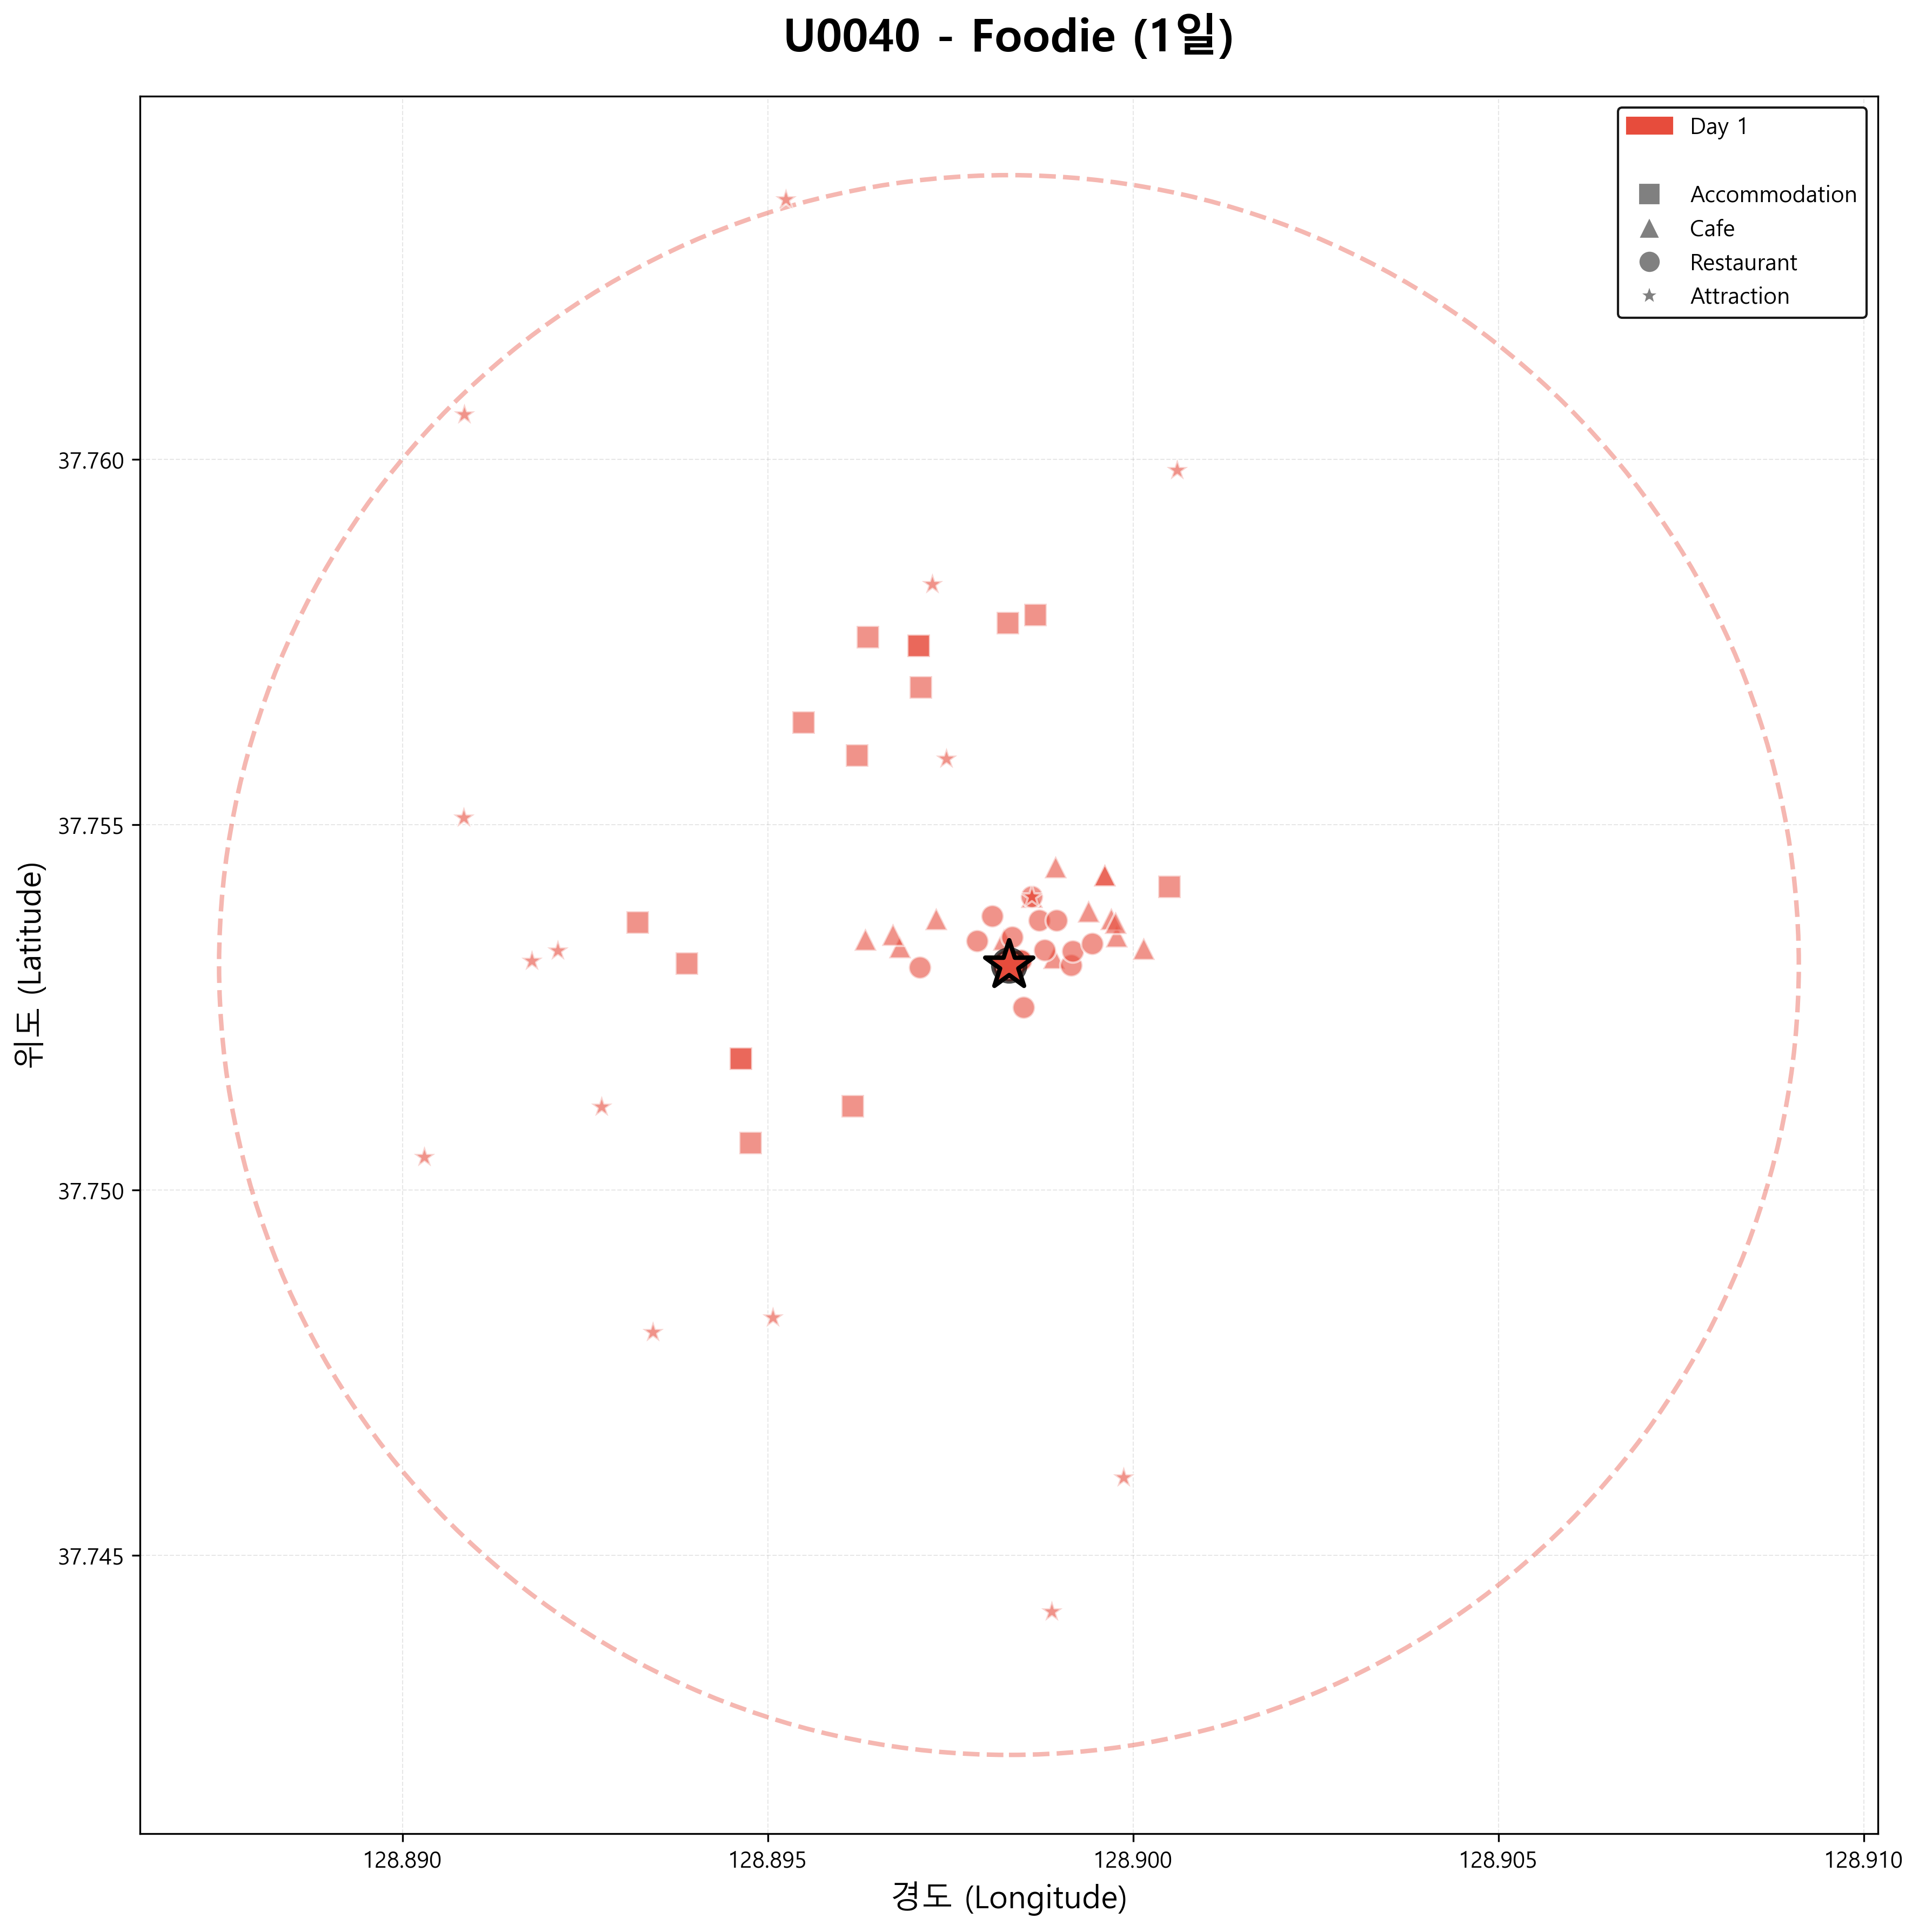 U0040 - Foodie (1일)
Day 1
Accommodation
Cafe
Restaurant
Attraction
37.760
37.755
37.750
37.745
위도 (Latitude)
128.890
128.895
128.900
128.905
128.910
경도 (Longitude)